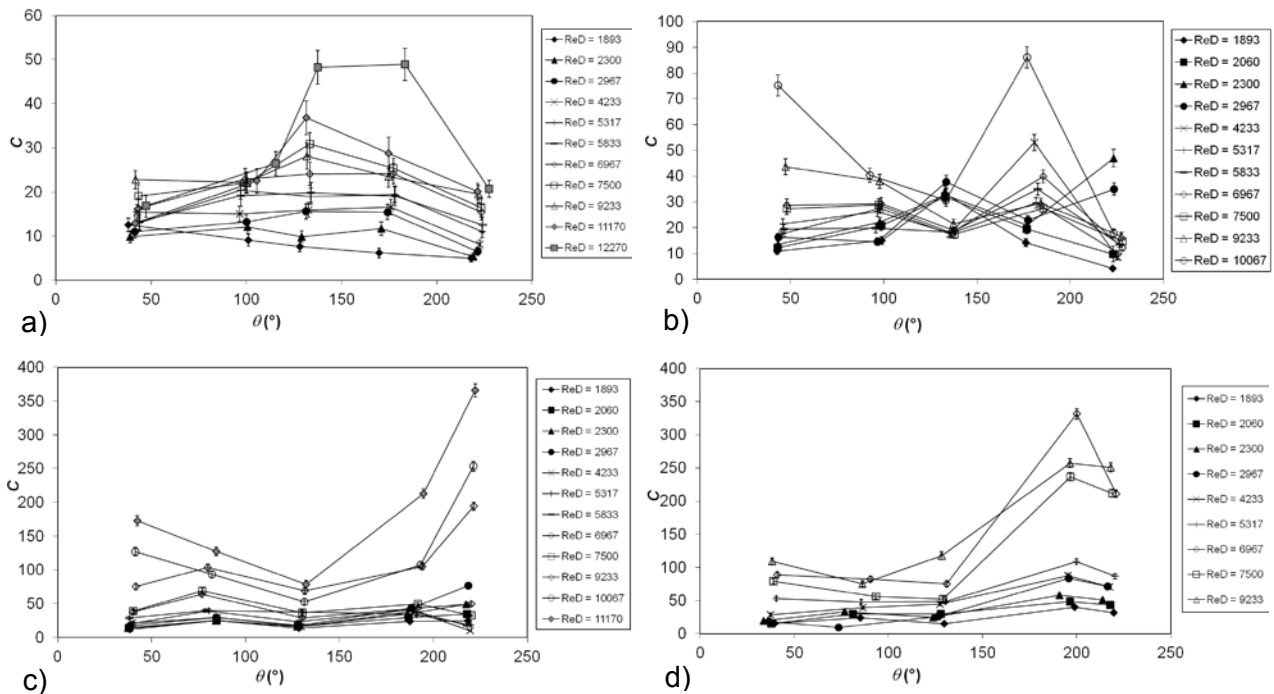 60
50
40
30
20
10
0
C
0 50 100 150 200 250
θ (°)
a)
ReD = 1893
ReD = 2300
ReD = 2967
ReD = 4233
ReD = 5317
ReD = 5833
ReD = 6967
ReD = 7500
ReD = 9233
ReD = 11170
ReD = 12270
100
90
80
70
60
50
40
30
20
10
0
C
0 50 100 150 200 250
θ (°)
b)
ReD = 1893
ReD = 2060
ReD = 2300
ReD = 2967
ReD = 4233
ReD = 5317
ReD = 5833
ReD = 6967
ReD = 7500
ReD = 9233
ReD = 10067
400
350
300
250
200
150
100
50
0
C
0 50 100 150 200 250
θ (°)
c)
ReD = 1893
ReD = 2060
ReD = 2300
ReD = 2967
ReD = 4233
ReD = 5317
ReD = 5833
ReD = 6967
ReD = 7500
ReD = 9233
ReD = 10067
ReD = 11170
400
350
300
250
200
150
100
50
0
C
0 50 100 150 200 250
θ (°)
d)
ReD = 1893
ReD = 2060
ReD = 2300
ReD = 2967
ReD = 4233
ReD = 5317
ReD = 6967
ReD = 7500
ReD = 9233